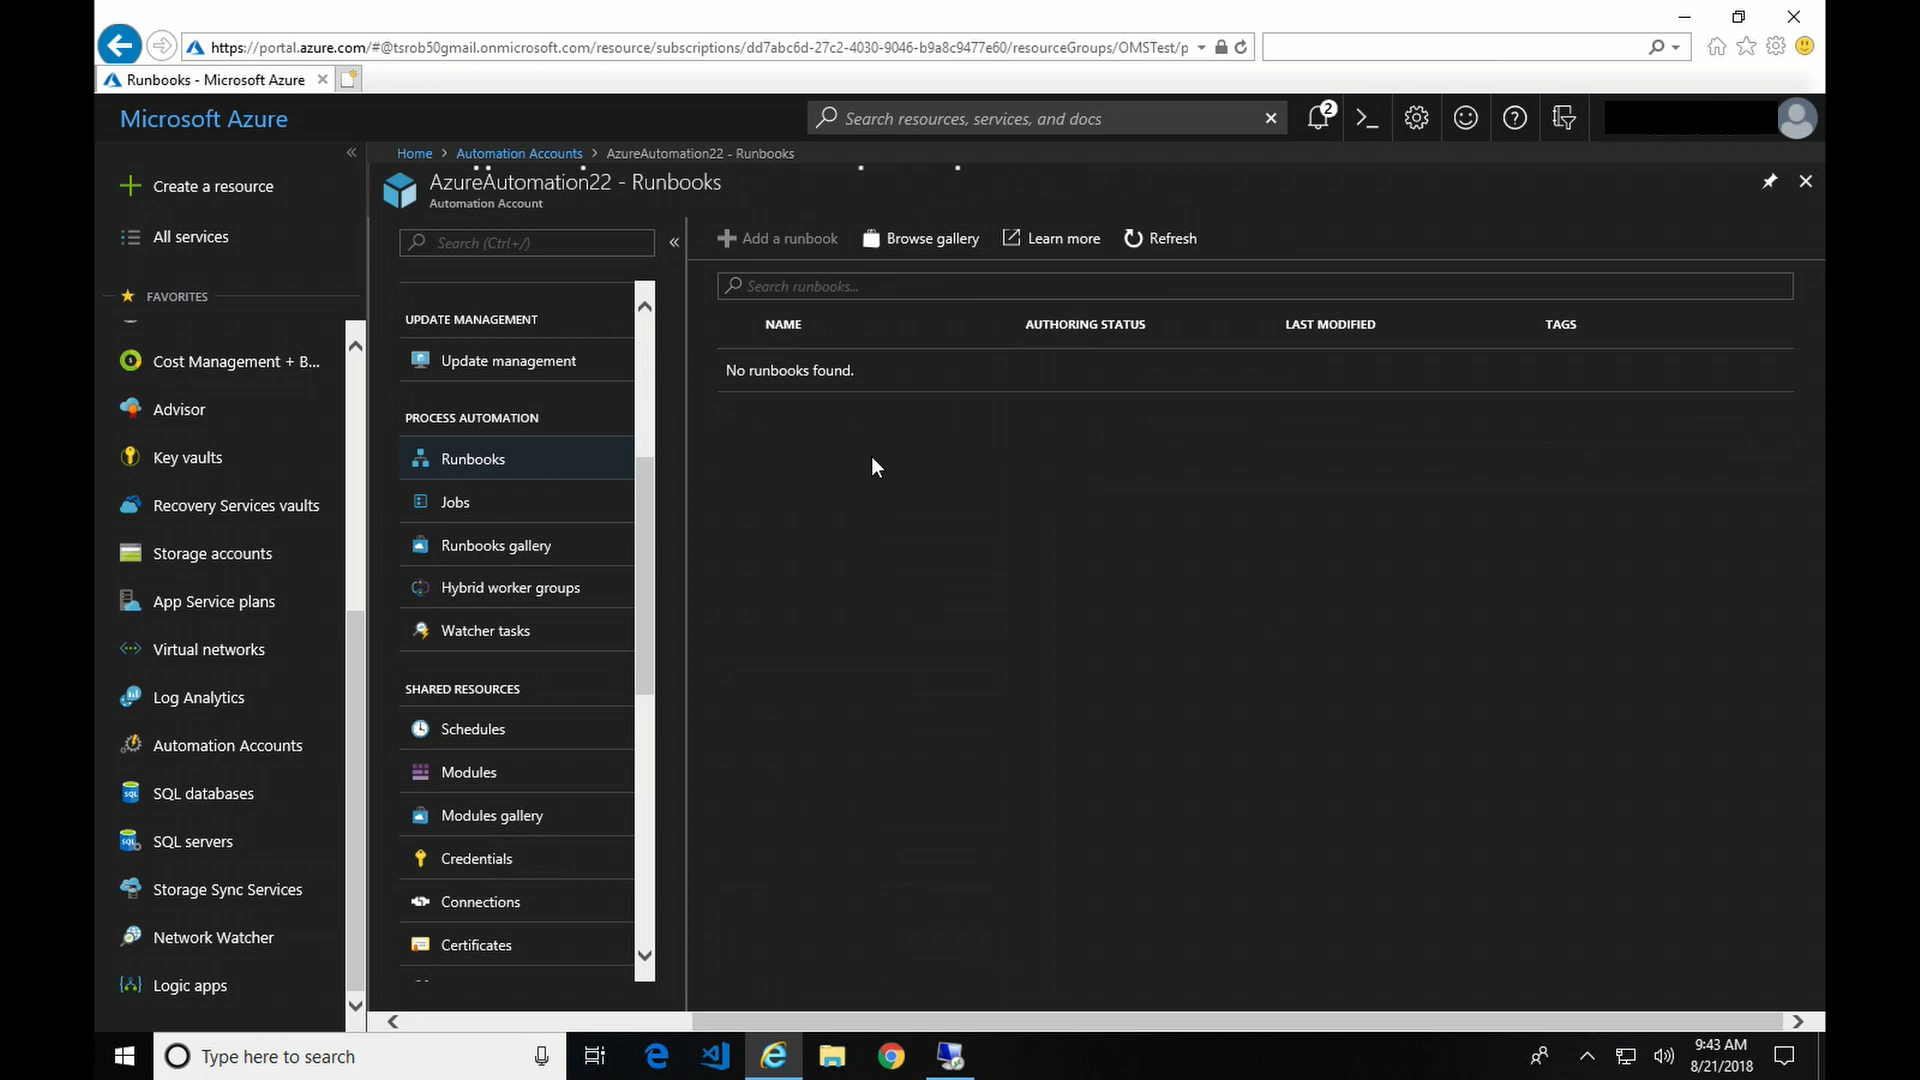 https://portal.azure.com/#@tsrob50gmail.onmicrosoft.com/resource/subscriptions/dd7abc6d-27c2-4030-9046-b9a8c9477e60/resourceGroups/OMSTest/p
Runbooks - Microsoft Azure
Microsoft Azure
Search resources, services, and docs
2
Home > Automation Accounts > AzureAutomation22 - Runbooks
AzureAutomation22 - Runbooks
Automation Account
Create a resource
All services
FAVORITES
Cost Management + B...
Advisor
Key vaults
Recovery Services vaults
Storage accounts
App Service plans
Virtual networks
Log Analytics
Automation Accounts
SQL databases
SQL servers
Storage Sync Services
Network Watcher
Logic apps
Search (Ctrl+/)
UPDATE MANAGEMENT
Update management
PROCESS AUTOMATION
Runbooks
Jobs
Runbooks gallery
Hybrid worker groups
Watcher tasks
SHARED RESOURCES
Schedules
Modules
Modules gallery
Credentials
Connections
Certificates
Add a runbook Browse gallery Learn more Refresh
Search runbooks...
NAME AUTHORING STATUS LAST MODIFIED TAGS
No runbooks found.
Type here to search
9:43 AM
8/21/2018